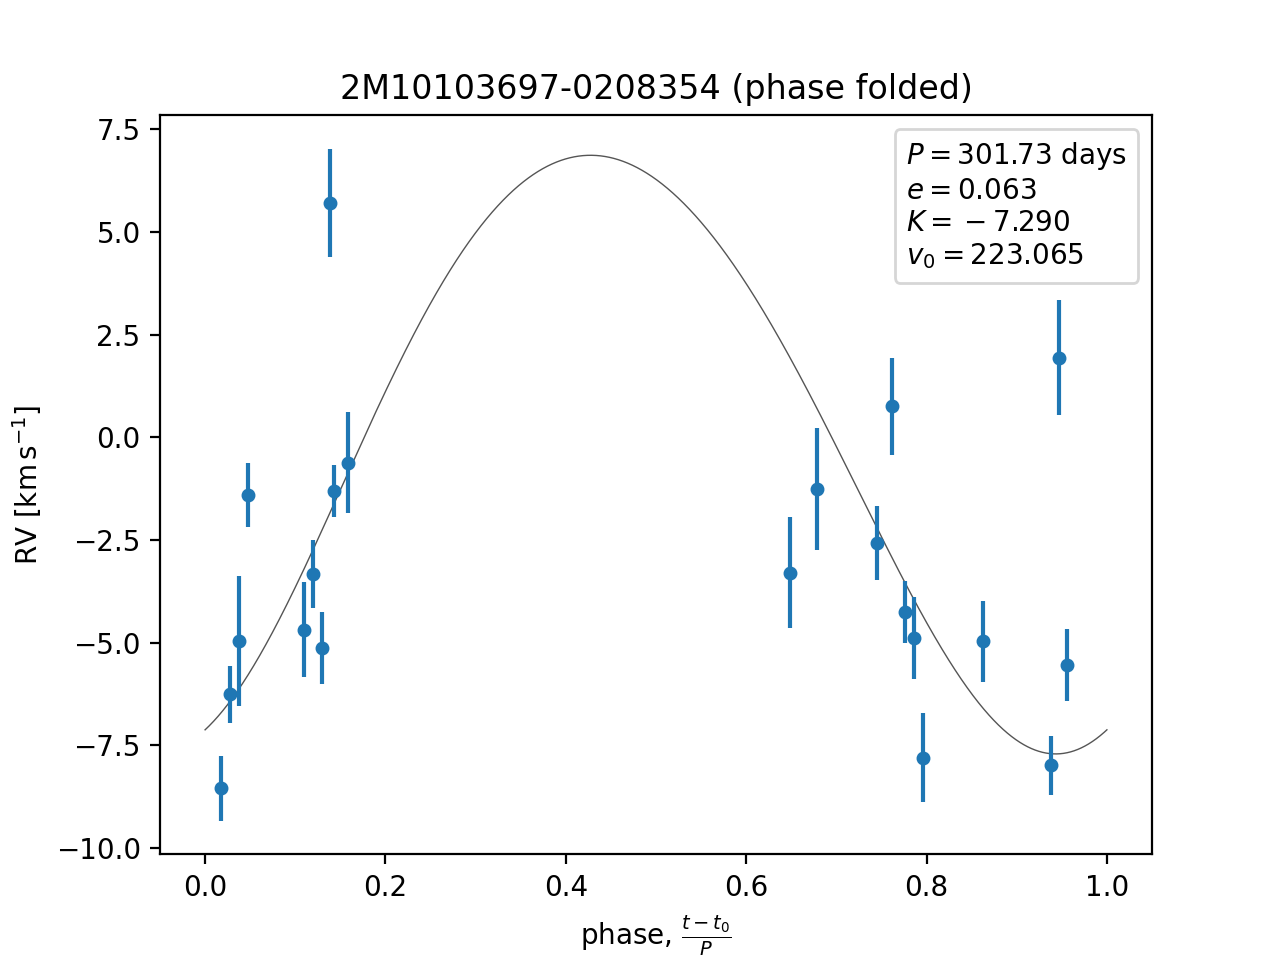 2M10103697-0208354 (phase folded)
P = 301.73 days
e = 0.063
K = −7.290
v₀ = 223.065
7.5
5.0
2.5
0.0
−2.5
−5.0
−7.5
−10.0
RV [km s⁻¹]
0.0 0.2 0.4 0.6 0.8 1.0
phase, (t − t₀)/P